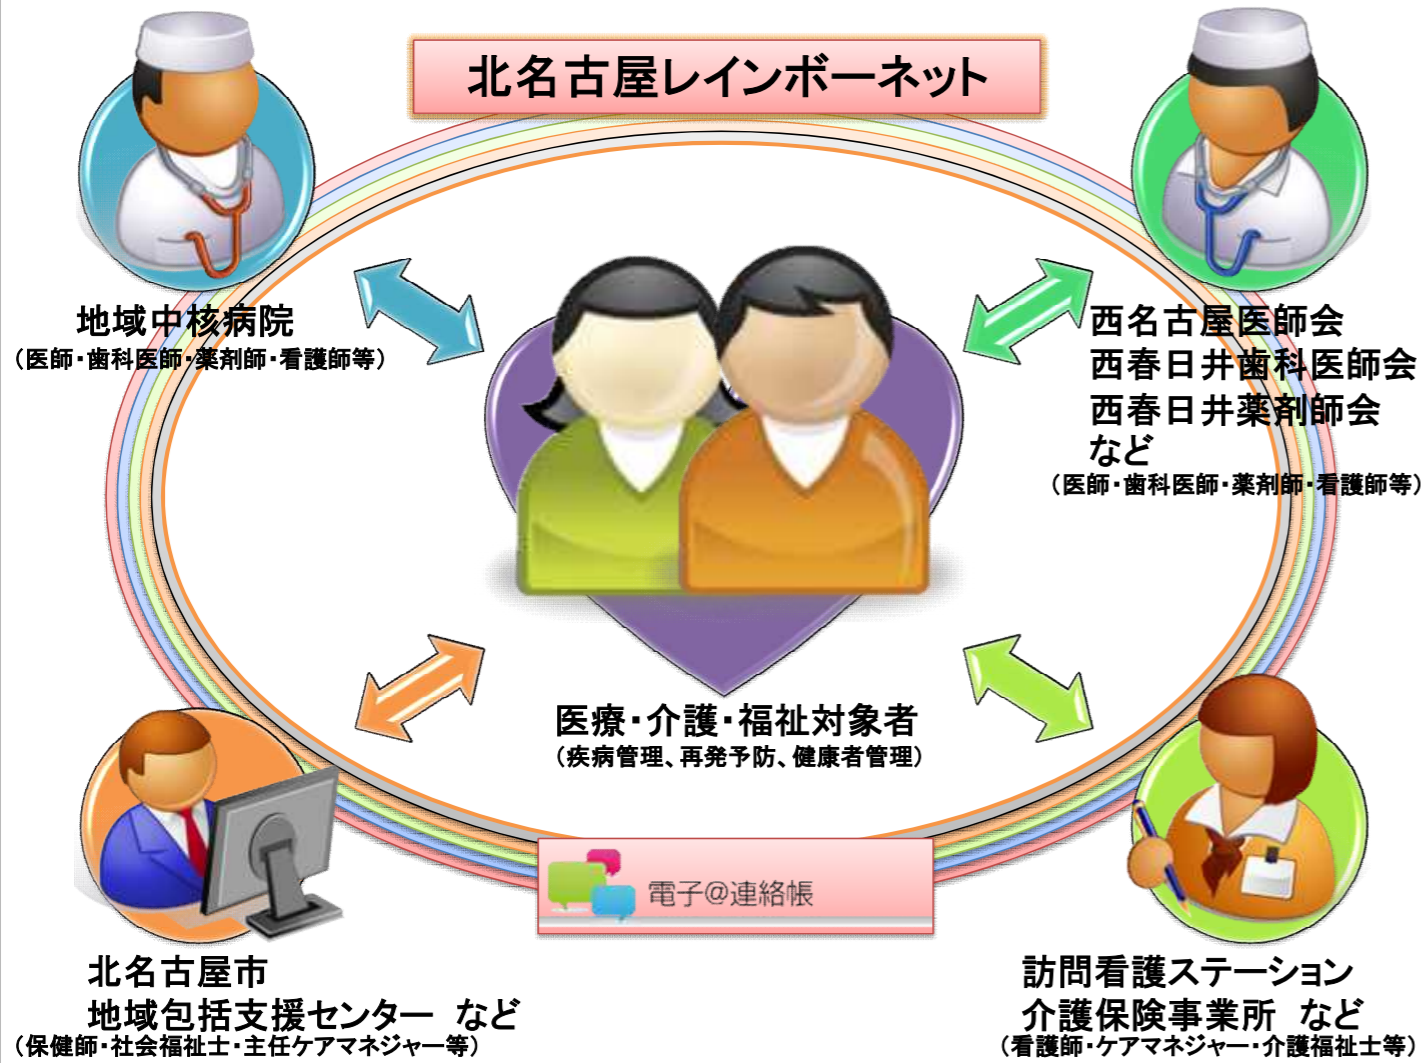 北名古屋レインボーネット
地域中核病院
（医師・歯科医師・薬剤師・看護師等）
西名古屋医師会
西春日井歯科医師会
西春日井薬剤師会
など
（医師・歯科医師・薬剤師・看護師等）
医療・介護・福祉対象者
（疾病管理、再発予防、健康者管理）
電子@連絡帳
北名古屋市
地域包括支援センター など
（保健師・社会福祉士・主任ケアマネジャー等）
訪問看護ステーション
介護保険事業所 など
（看護師・ケアマネジャー・介護福祉士等）